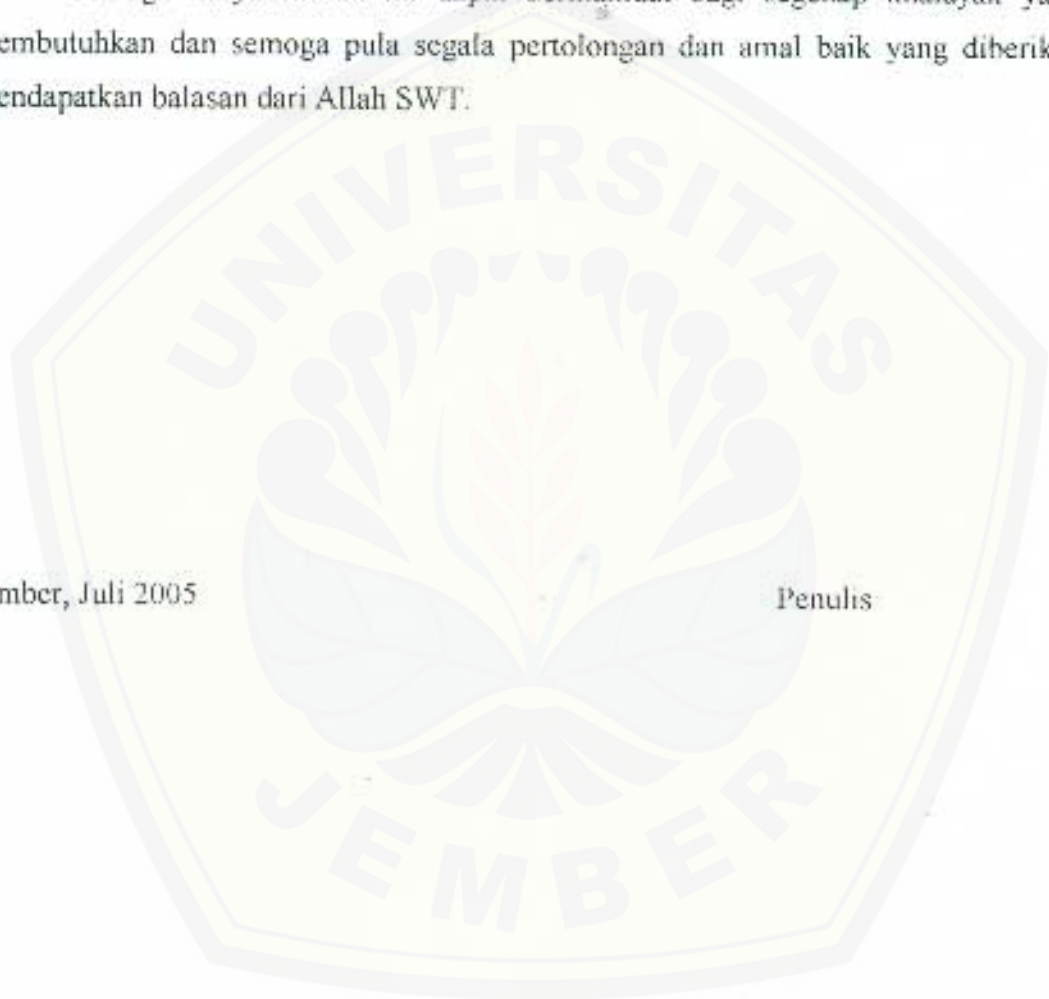 embutuhkan dan semoga pula segala pertolongan dan amal baik yang diberik
endapatkan balasan dari Allah SWT.
UNIVERSITAS
mber, Juli 2005 Penulis
JEMBER